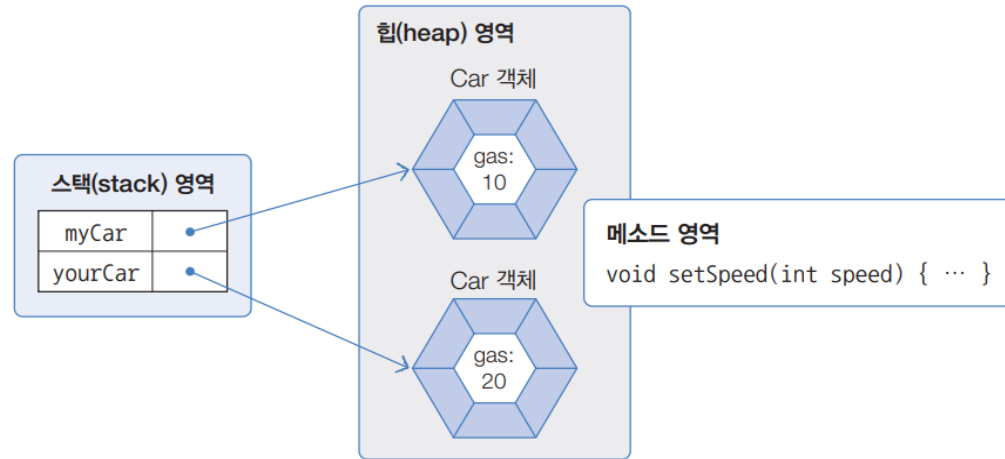 힙(heap) 영역
Car 객체
gas:
10
스택(stack) 영역
myCar
yourCar
메소드 영역
void setSpeed(int speed) { … }
Car 객체
gas:
20